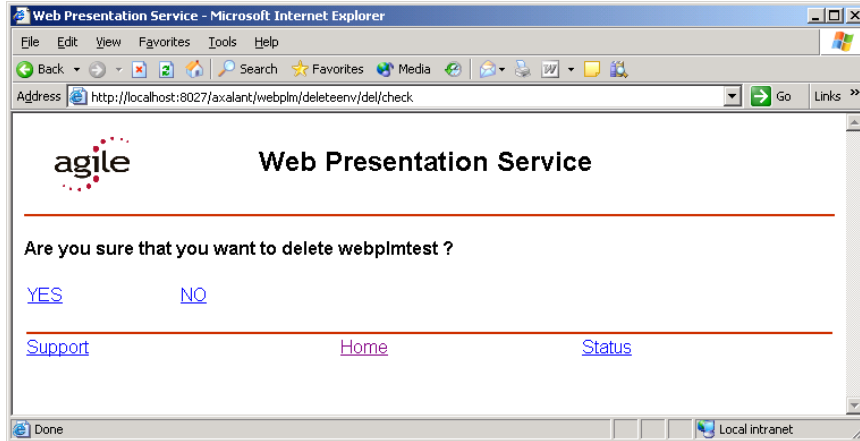 Web Presentation Service - Microsoft Internet Explorer
File Edit View Favorites Tools Help
Back Search Favorites Media
Address http://localhost:8027/axalant/webplm/deleteenv/del/check Go Links »
agile Web Presentation Service
Are you sure that you want to delete webplmtest ?
YES NO
Support Home Status
Done Local intranet